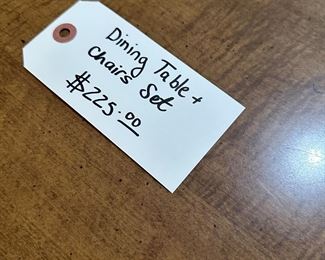 Dining Table +
Chairs Set
$225.00